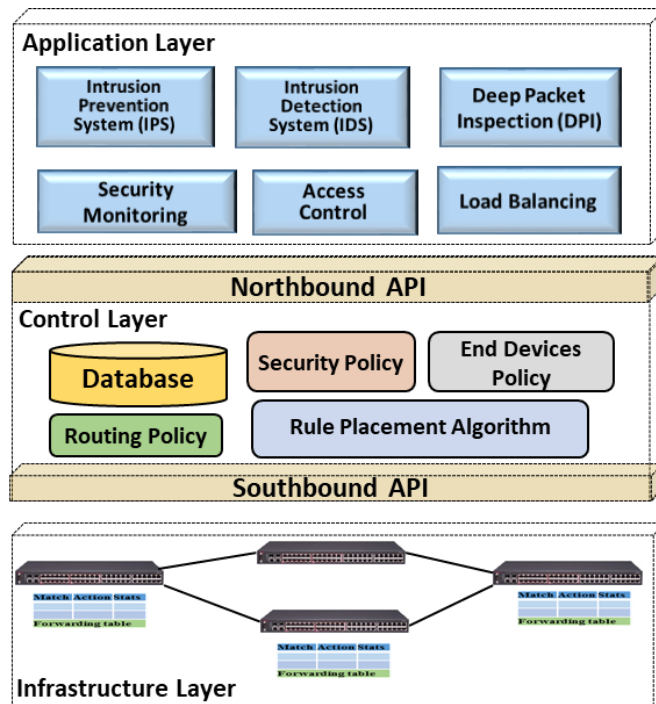 Application Layer
Intrusion
Prevention
System (IPS)
Intrusion
Detection
System (IDS)
Deep Packet
Inspection (DPI)
Security
Monitoring
Access
Control
Load Balancing
Northbound API
Control Layer
Database
Security Policy
End Devices
Policy
Routing Policy
Rule Placement Algorithm
Southbound API
Match Action Stats
Forwarding table
Match Action Stats
Forwarding table
Match Action Stats
Forwarding table
Infrastructure Layer